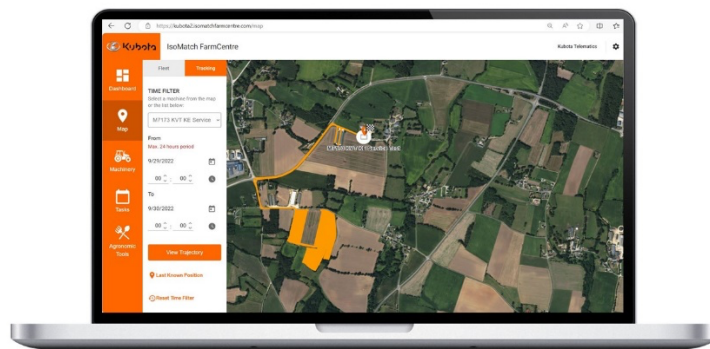 https://kubota2.isomatchfarmcentre.com/map
Kubota
IsoMatch FarmCentre
Kubota Telematics
Fleet
Tracking
Dashboard
Map
Machinery
Tasks
Agronomic
Tools
TIME FILTER
Select a machine from the map
or the list below:
M7173 KVT KE Service
From
Max. 24 hours period
9/29/2022
00 : 00
To
9/30/2022
00 : 00
View Trajectory
Last Known Position
Reset Time Filter